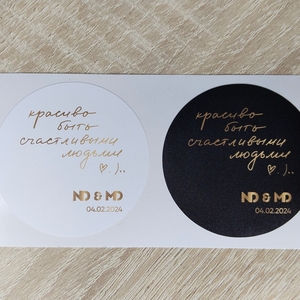 красиво
быть
счастливыми
людьми
♡.)..
ND & MD
04.02.2024
красиво
быть
счастливыми
людьми
♡.)..
ND & MD
04.02.2024